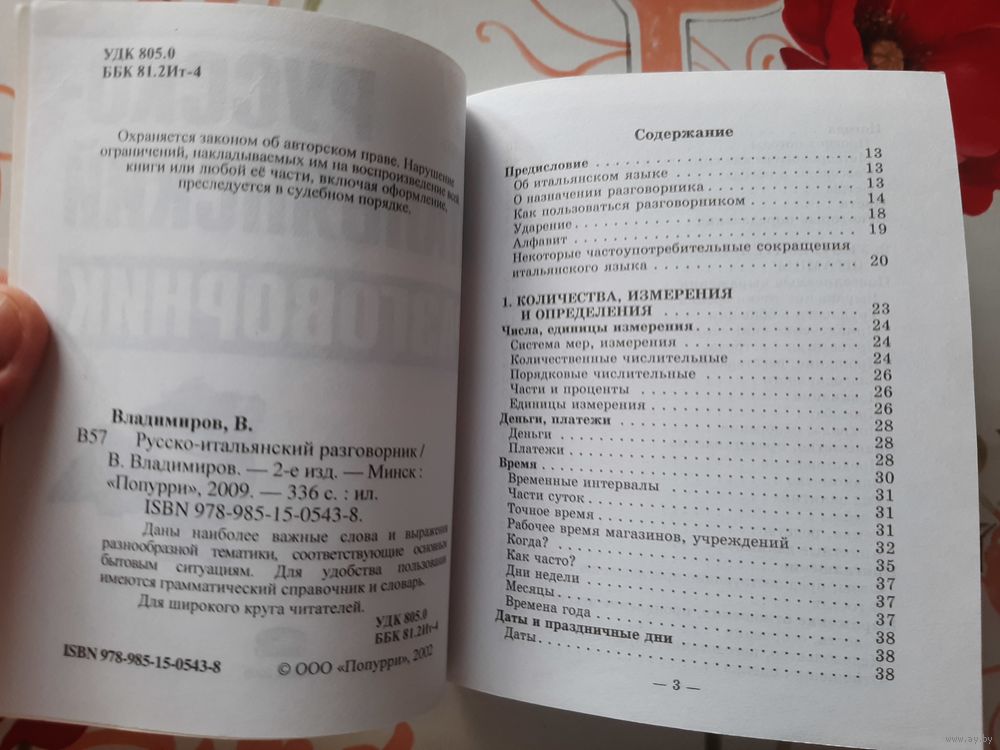 УДК 805.0
ББК 81.2Ит-4
Охраняется законом об авторском праве. Нарушение
ограничений, накладываемых им на воспроизведение всей
книги или любой её части, включая оформление,
преследуется в судебном порядке.
Владимиров, В.
В57 Русско-итальянский разговорник /
В. Владимиров. — 2-е изд. — Минск :
«Попурри», 2009. — 336 с. : ил.
ISBN 978-985-15-0543-8.
Даны наиболее важные слова и выражения
разнообразной тематики, соответствующие основным
бытовым ситуациям. Для удобства пользования
имеются грамматический справочник и словарь.
Для широкого круга читателей.
УДК 805.0
ББК 81.2Ит-4
ISBN 978-985-15-0543-8
© ООО «Попурри», 2002
Содержание
Предисловие 13
Об итальянском языке 13
О назначении разговорника 13
Как пользоваться разговорником 14
Ударение 18
Алфавит 19
Некоторые частоупотребительные сокращения
итальянского языка 20
1. КОЛИЧЕСТВА, ИЗМЕРЕНИЯ
И ОПРЕДЕЛЕНИЯ 23
Числа, единицы измерения 24
Система мер, измерения 24
Количественные числительные 24
Порядковые числительные 26
Части и проценты 26
Единицы измерения 26
Деньги, платежи 28
Деньги 28
Платежи 28
Время 30
Временные интервалы 31
Части суток 31
Точное время 31
Рабочее время магазинов, учреждений 32
Когда? 35
Как часто? 37
Дни недели 37
Месяцы 37
Времена года 38
Даты и праздничные дни 38
Даты 38
— 3 —
www.ay.by